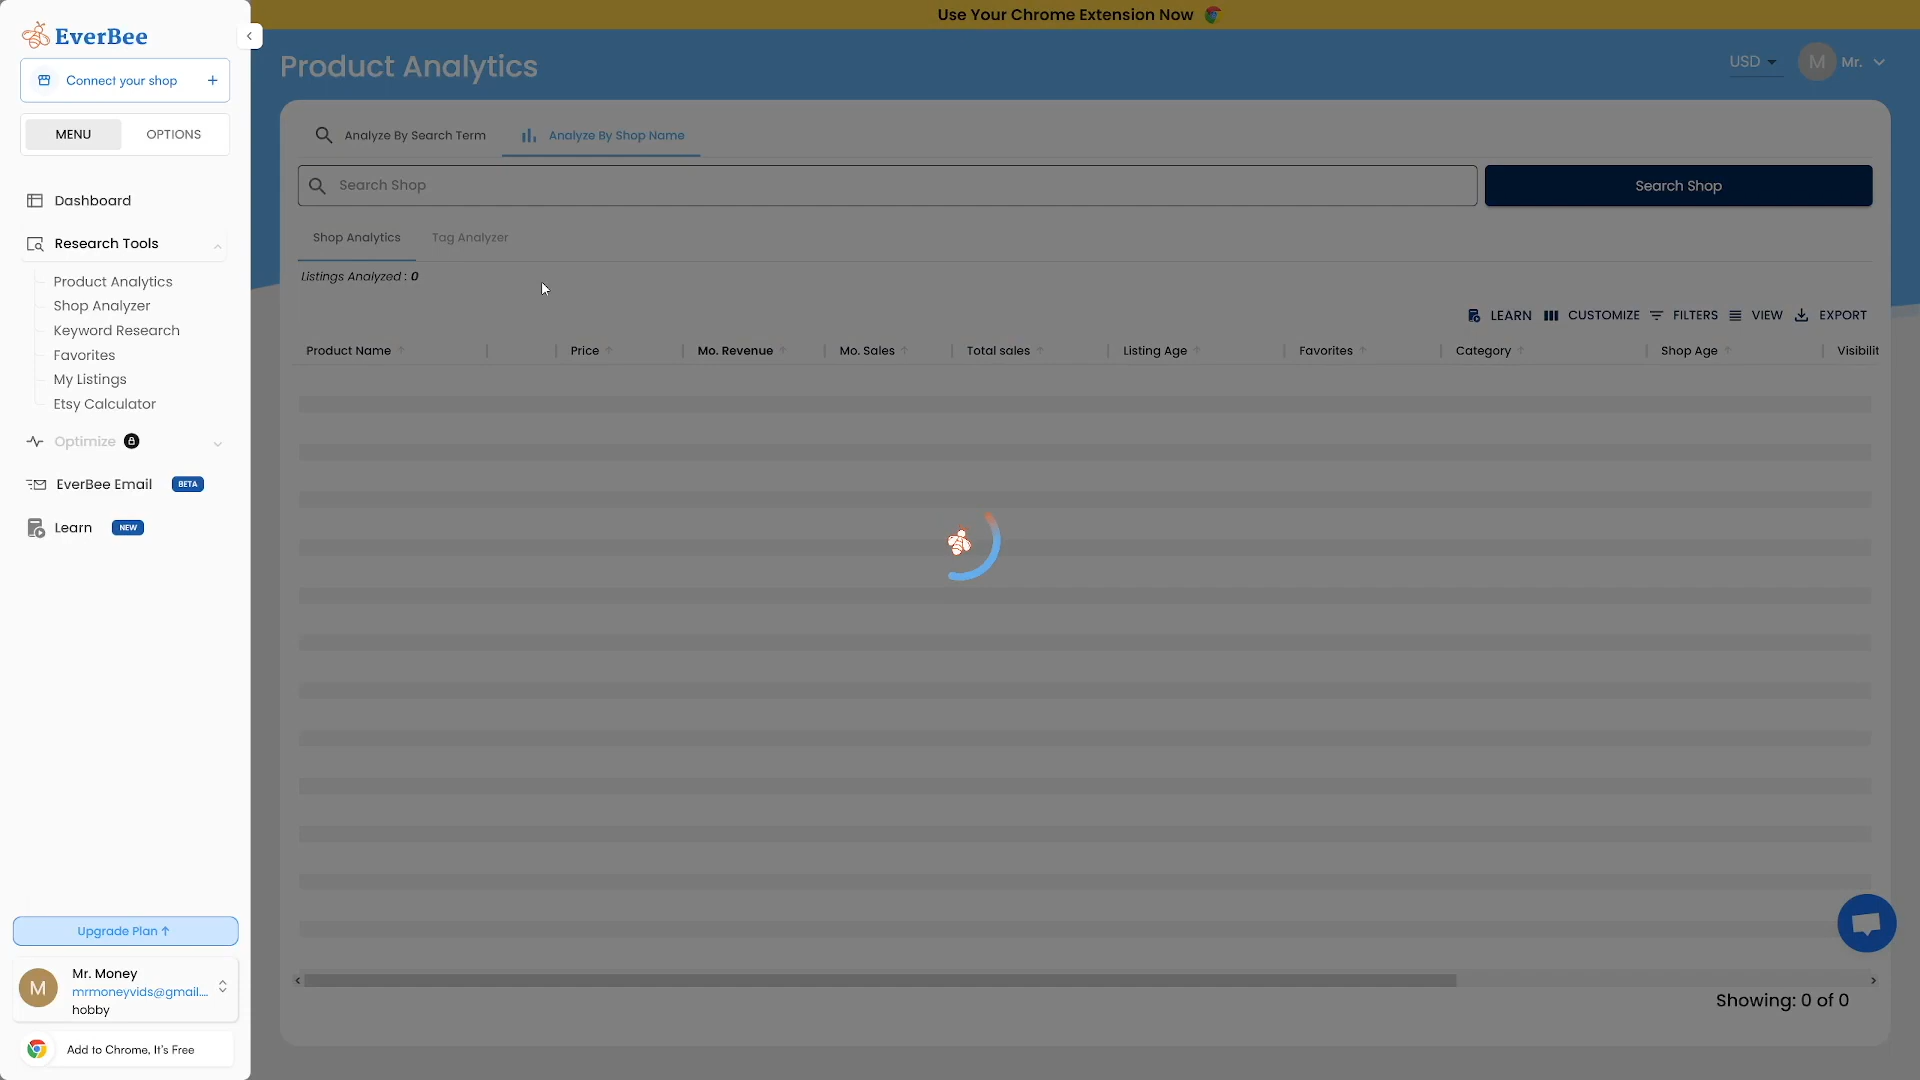 Use Your Chrome Extension Now
EverBee
Connect your shop +
MENU
OPTIONS
Dashboard
Research Tools
Product Analytics
Shop Analyzer
Keyword Research
Favorites
My Listings
Etsy Calculator
Optimize
EverBee Email
BETA
Learn
NEW
Upgrade Plan ↑
M
Mr. Money
mrmoneyvids@gmail....
hobby
Add to Chrome, It's Free
Product Analytics
USD
M
Mr.
Analyze By Search Term
Analyze By Shop Name
Search Shop
Search Shop
Shop Analytics
Tag Analyzer
Listings Analyzed : 0
LEARN
CUSTOMIZE
FILTERS
VIEW
EXPORT
Product Name ↑
Price ↑
Mo. Revenue ↑
Mo. Sales ↑
Total sales ↑
Listing Age ↑
Favorites ↑
Category ↑
Shop Age ↑
Visibilit
Showing: 0 of 0